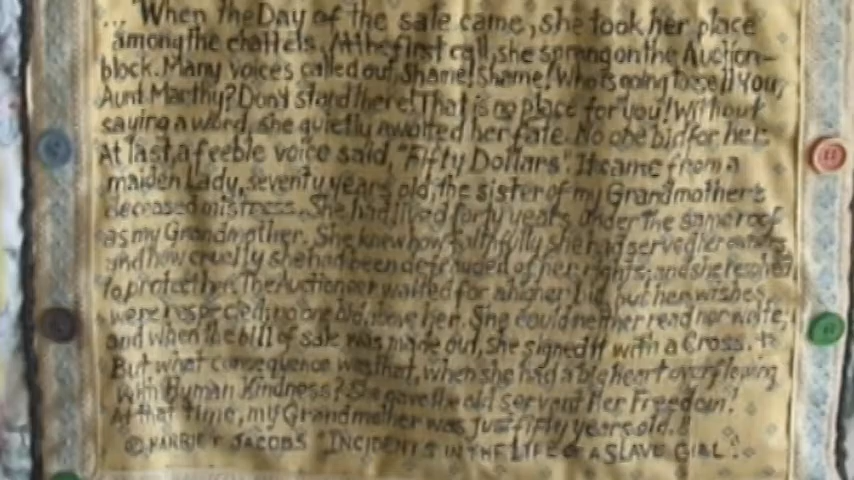 ..."When the Day of the sale came, she took her place
among the chattels. At the first call, she sprang on the Auction-
block. Many voices called out, Shame! Shame! Who is going to sell You,
Aunt Marthy? Don't stand there! That is no place for you! Without
saying a word, she quietly awaited her fate. No one bid for her.
At last, a feeble voice said, "Fifty Dollars. It came from a
maiden Lady, seventy years old, the sister of my Grandmother's
deceased mistress. She had lived forty years under the same roof
as my Grandmother. She knew how faithfully she had served her owners,
and how cruelly she had been defrauded of her rights; and she resolved
to protect her. The Auctioneer waited for a higher bid, but her wishes
were respected; no one bid above her. She could neither read nor write,
and when the bill of sale was made out, she signed it with a Cross.
But what consequence was that, when she had a big heart overflowing
with Human Kindness? She gave the old servant Her Freedom!
At that time, my Grandmother was just fifty years old.
© HARRIET JACOBS "INCIDENTS IN THE LIFE OF A SLAVE GIRL".